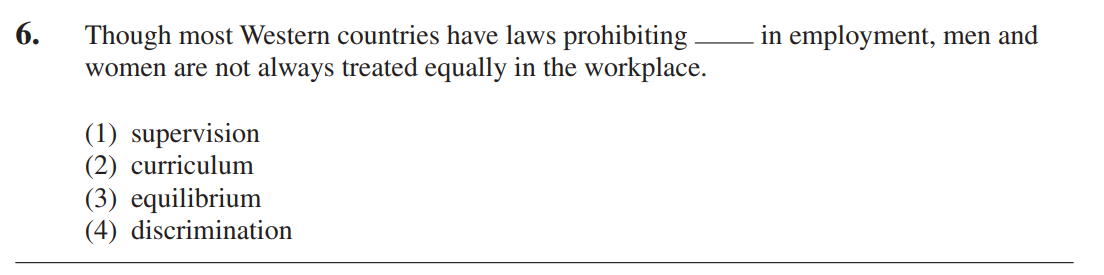 6. Though most Western countries have laws prohibiting ____ in employment, men and
women are not always treated equally in the workplace.
(1) supervision
(2) curriculum
(3) equilibrium
(4) discrimination